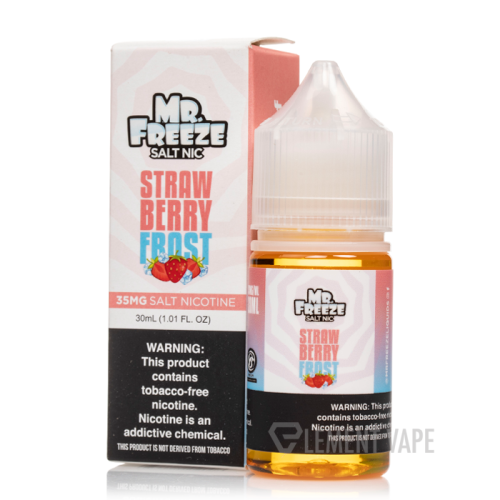 MR.
FREEZE
SALT NIC
STRAW
BERRY
FROST
35MG SALT NICOTINE
30mL (1.01 FL. OZ)
WARNING:
This product
contains
tobacco-free
nicotine.
Nicotine is an
addictive chemical.
THIS PRODUCT IS NOT DERIVED FROM TOBACCO
MR.
FREEZE
SALT NIC
STRAW
BERRY
FROST
WARNING:
This product
contains tobacco-free
nicotine. Nicotine is an
addictive chemical.
THIS PRODUCT IS NOT DERIVED FROM
ELEMENT VAPE